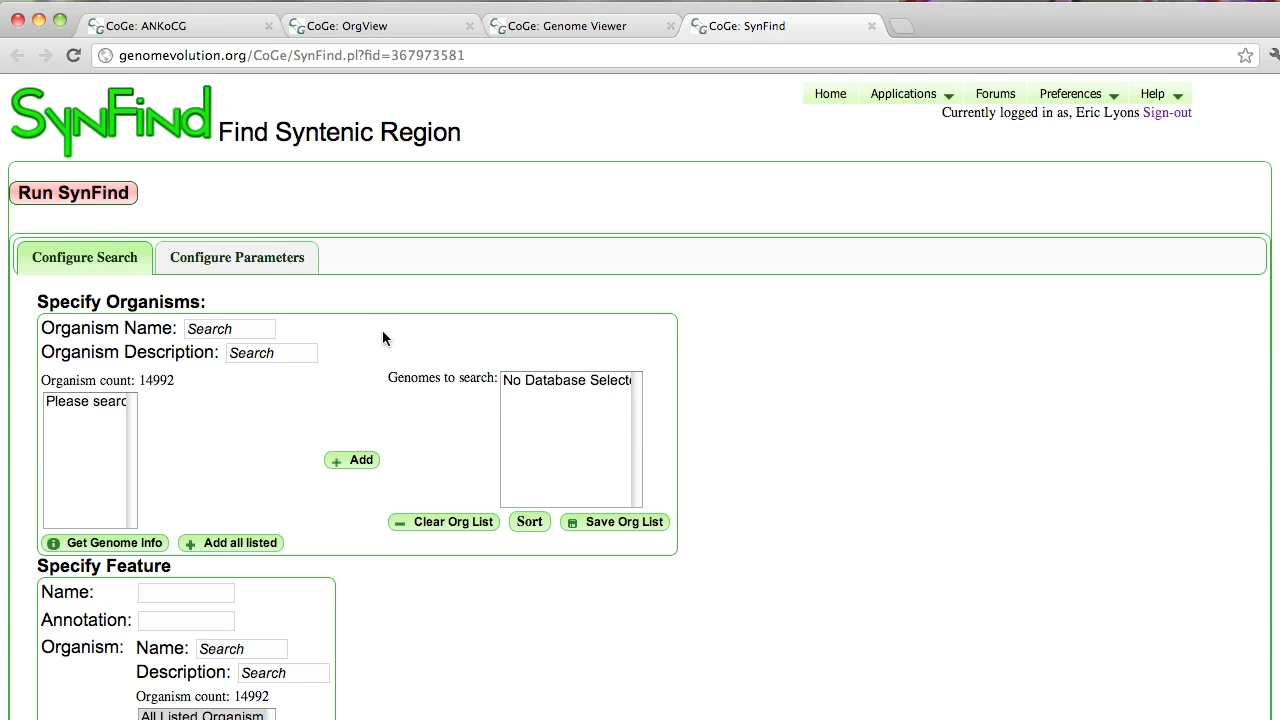 CoGe: ANKoCG
CoGe: OrgView
CoGe: Genome Viewer
CoGe: SynFind
genomevolution.org/CoGe/SynFind.pl?fid=367973581
Home Applications Forums Preferences Help
Currently logged in as, Eric Lyons Sign-out
SynFind Find Syntenic Region
Run SynFind
Configure Search Configure Parameters
Specify Organisms:
Organism Name: Search
Organism Description: Search
Organism count: 14992
Please searc
Genomes to search: No Database Selecte
Add
Clear Org List Sort Save Org List
Get Genome Info Add all listed
Specify Feature
Name:
Annotation:
Organism: Name: Search
Description: Search
Organism count: 14992
All Listed Organism